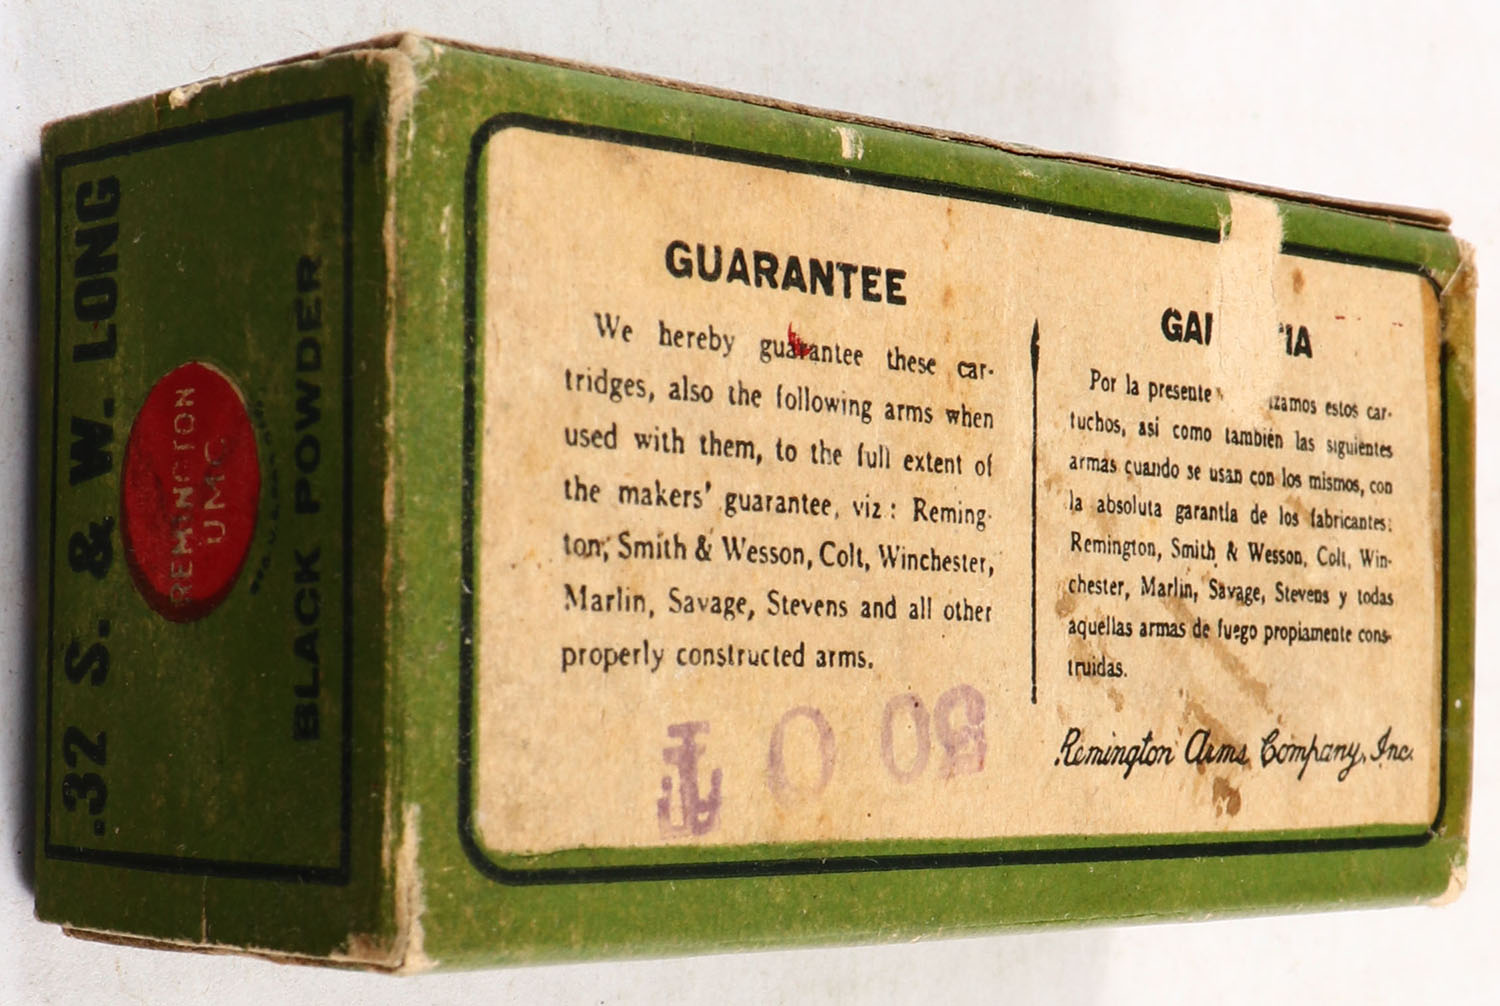 .32 S. & W. LONG
REMINGTON
UMC
BLACK POWDER
GUARANTEE
We hereby guarantee these car-
tridges, also the following arms when
used with them, to the full extent of
the makers' guarantee, viz: Reming-
ton, Smith & Wesson, Colt, Winchester,
Marlin, Savage, Stevens and all other
properly constructed arms.
Por la presente
estos car-
tuchos, asi como también las siguientes
armas cuando se usan con los mismos, con
la absoluta garantía de los fabricantes:
Remington, Smith & Wesson, Colt, Win-
chester, Marlin, Savage, Stevens y todas
aquellas armas de fuego propiamente cons-
truidas.
Remington Arms Company, Inc.